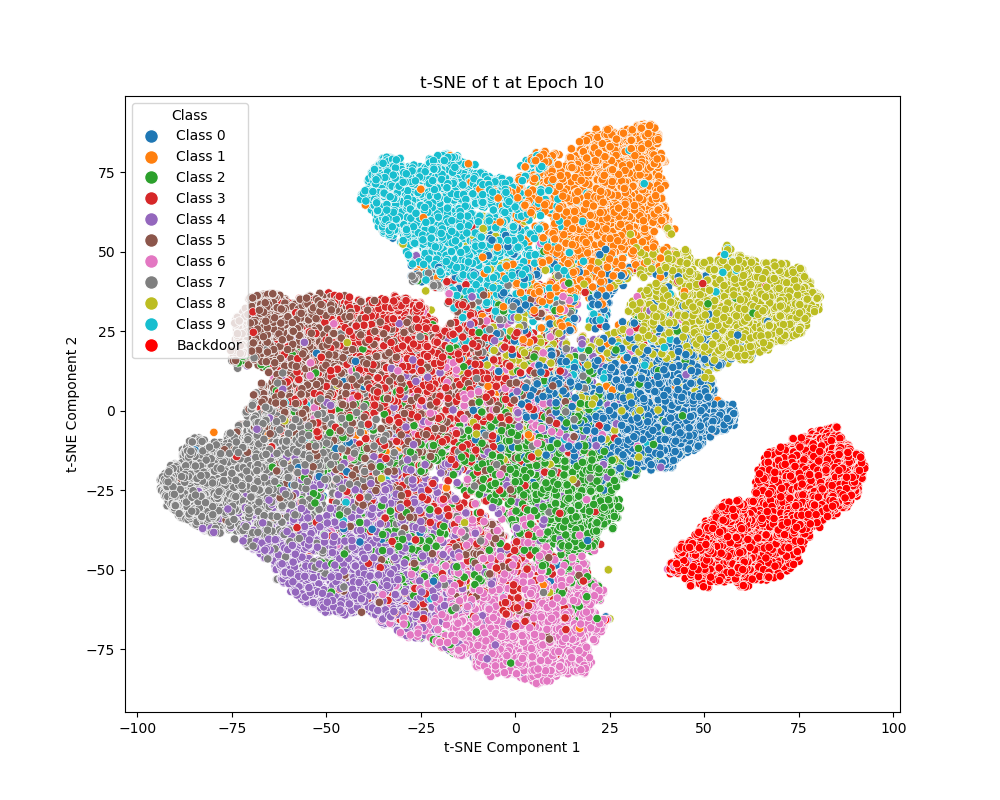 t-SNE of t at Epoch 10
Class
Class 0
Class 1
Class 2
Class 3
Class 4
Class 5
Class 6
Class 7
Class 8
Class 9
Backdoor
75
50
25
0
−25
−50
−75
t-SNE Component 2
−100 −75 −50 −25 0 25 50 75 100
t-SNE Component 1